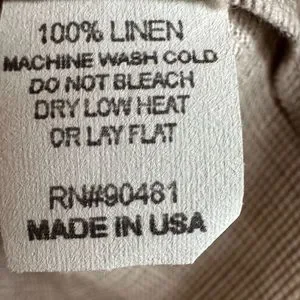 100% LINEN
MACHINE WASH COLD
DO NOT BLEACH
DRY LOW HEAT
OR LAY FLAT
RN#90481
MADE IN USA